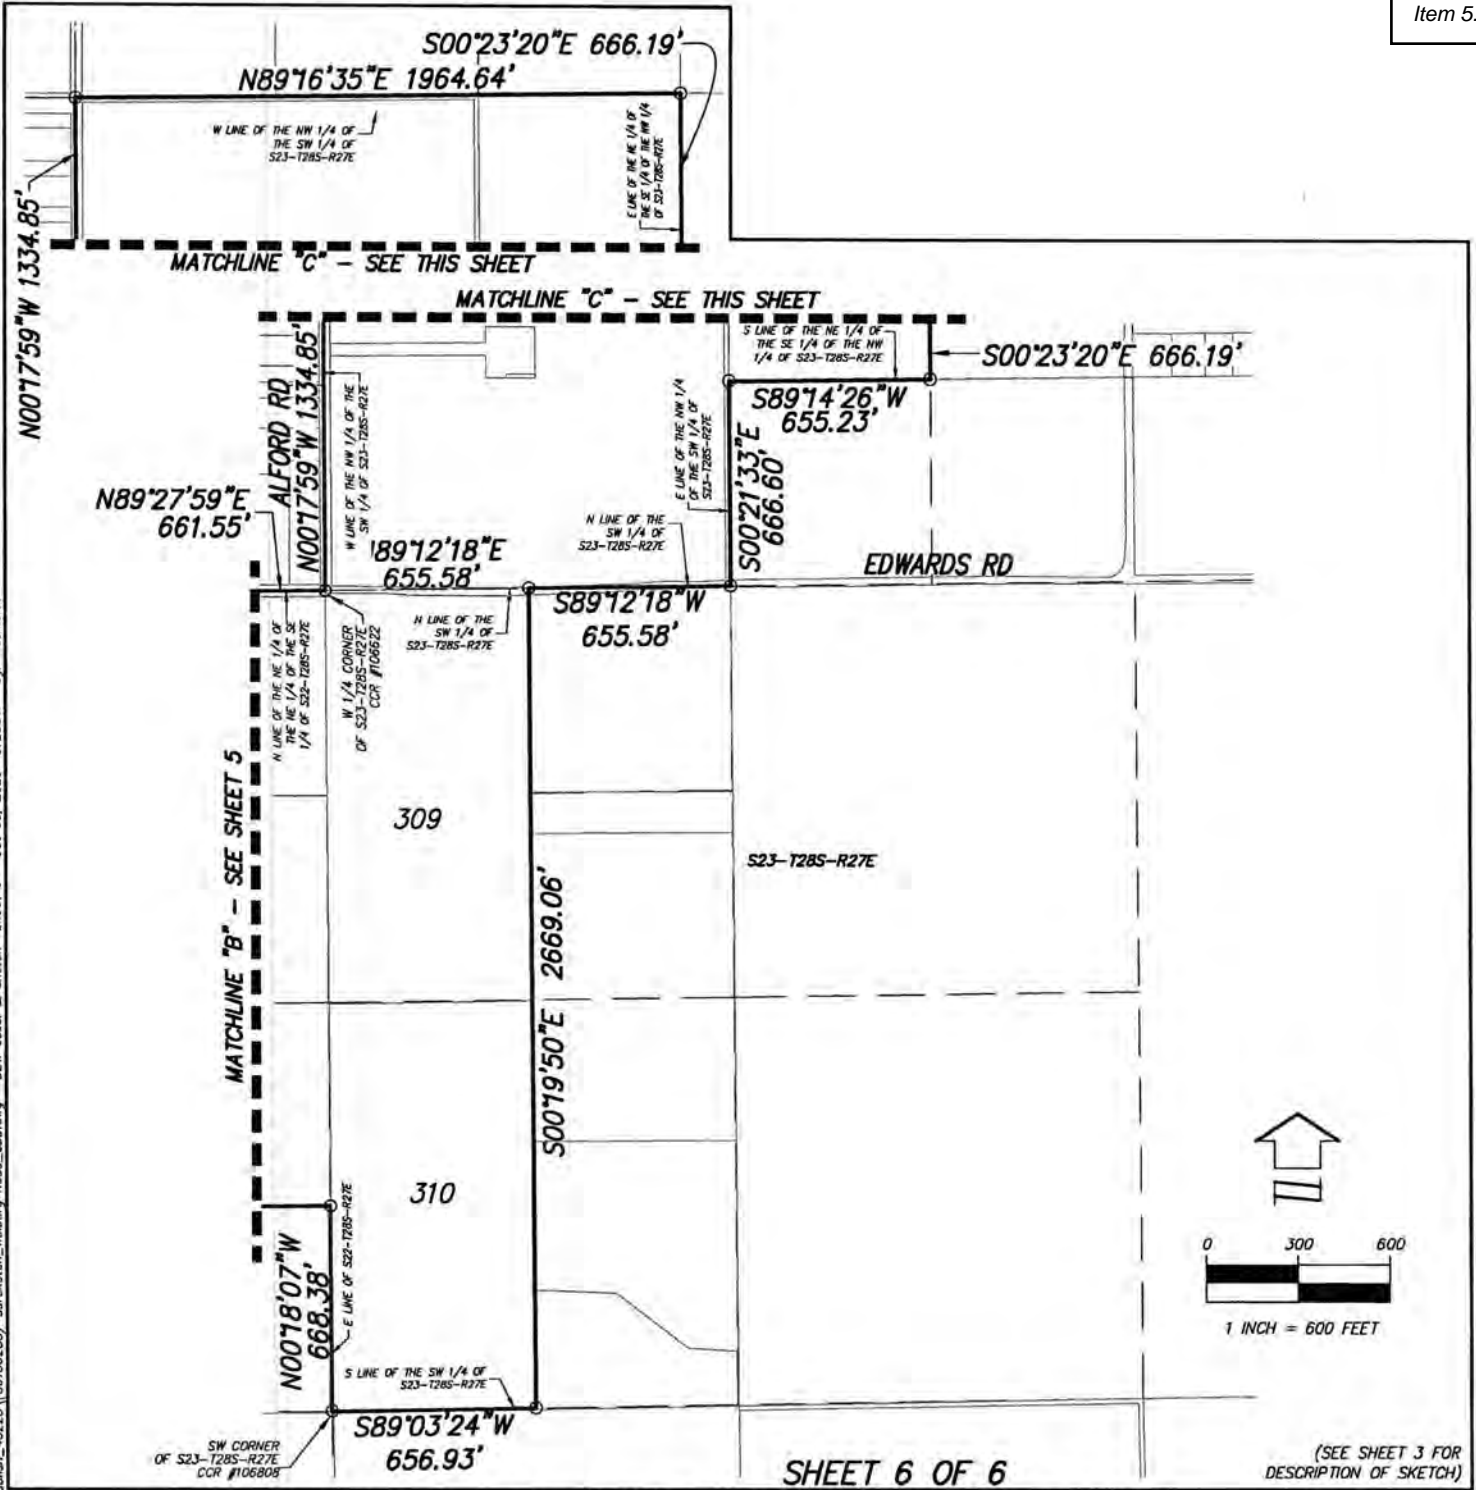 Item 5.
S00°23'20"E 666.19'
N89°16'35"E 1964.64'
W LINE OF THE NW 1/4 OF
THE SW 1/4 OF
S23-T28S-R27E
E LINE OF THE NE 1/4 OF
THE SE 1/4 OF THE NW 1/4
OF S23-T28S-R27E
N00°17'59"W 1334.85'
MATCHLINE "C" - SEE THIS SHEET
MATCHLINE "C" - SEE THIS SHEET
S LINE OF THE NE 1/4 OF
THE SE 1/4 OF THE NW
1/4 OF S23-T28S-R27E
S00°23'20"E 666.19'
S89°14'26"W
655.23'
ALFORD RD
N00°17'59"W 1334.85'
W LINE OF THE NW 1/4 OF THE
SW 1/4 OF S23-T28S-R27E
E LINE OF THE NW 1/4
OF THE SW 1/4 OF
S23-T28S-R27E
S00°21'33"E
666.60'
N89°27'59"E
661.55'
N LINE OF THE
SW 1/4 OF
S23-T28S-R27E
89°12'18"E
655.58'
EDWARDS RD
S89°12'18"W
655.58'
N LINE OF THE
SW 1/4 OF
S23-T28S-R27E
N LINE OF THE NE 1/4 OF
THE NE 1/4 OF THE SE
1/4 OF S22-T28S-R27E
W 1/4 CORNER
OF S23-T28S-R27E
CCR #106622
MATCHLINE "B" - SEE SHEET 5
309
S23-T28S-R27E
S00°19'50"E 2669.06'
310
N00°18'07"W
668.38'
E LINE OF S22-T28S-R27E
0 300 600
1 INCH = 600 FEET
S LINE OF THE SW 1/4 OF
S23-T28S-R27E
S89°03'24"W
656.93'
SW CORNER
OF S23-T28S-R27E
CCR #106808
SHEET 6 OF 6
(SEE SHEET 3 FOR
DESCRIPTION OF SKETCH)